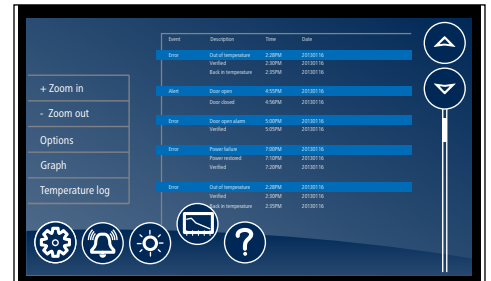 Event Description Time Date
Error Out of temperature 2:28PM 20130116
Verified 2:30PM 20130116
Back in temperature 2:35PM 20130116
Alert Door open 4:55PM 20130116
Door closed 4:56PM 20130116
Error Door open alarm 5:00PM 20130116
Verified 5:05PM 20130116
Error Power failure 7:00PM 20130116
Power restored 7:10PM 20130116
Verified 7:20PM 20130116
Error Out of temperature 2:28PM 20130116
Verified 2:30PM 20130116
Back in temperature 2:35PM 20130116
+ Zoom in
- Zoom out
Options
Graph
Temperature log
?